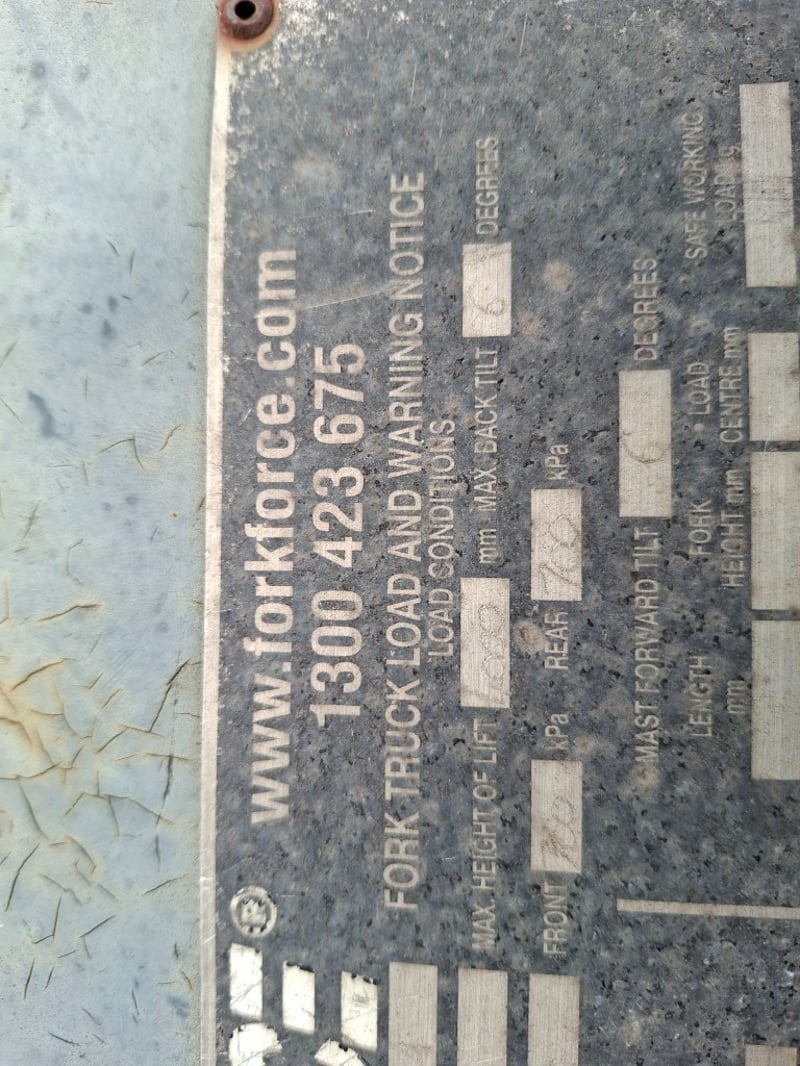 ®
www.forkforce.com
1300 423 675
FORK TRUCK LOAD AND WARNING NOTICE
LOAD CONDITIONS
MAX. HEIGHT OF LIFT mm MAX. BACK TILT 6 DEGREES
FRONT kPa REAR 700 kPa
MAST FORWARD TILT 6 DEGREES
LENGTH mm
FORK HEIGHT mm
LOAD CENTRE mm
SAFE WORKING
LOAD